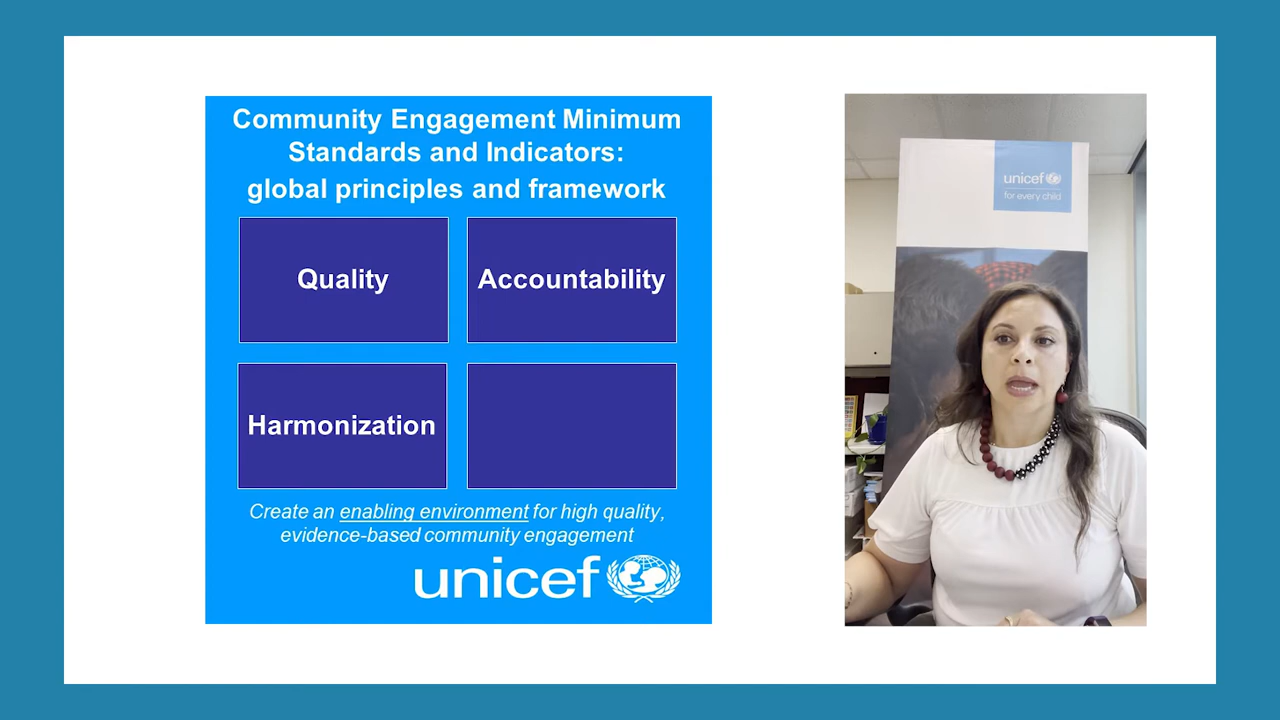 Community Engagement Minimum
Standards and Indicators:
global principles and framework
Quality
Accountability
Harmonization
Create an enabling environment for high quality,
evidence-based community engagement
unicef
unicef
for every child